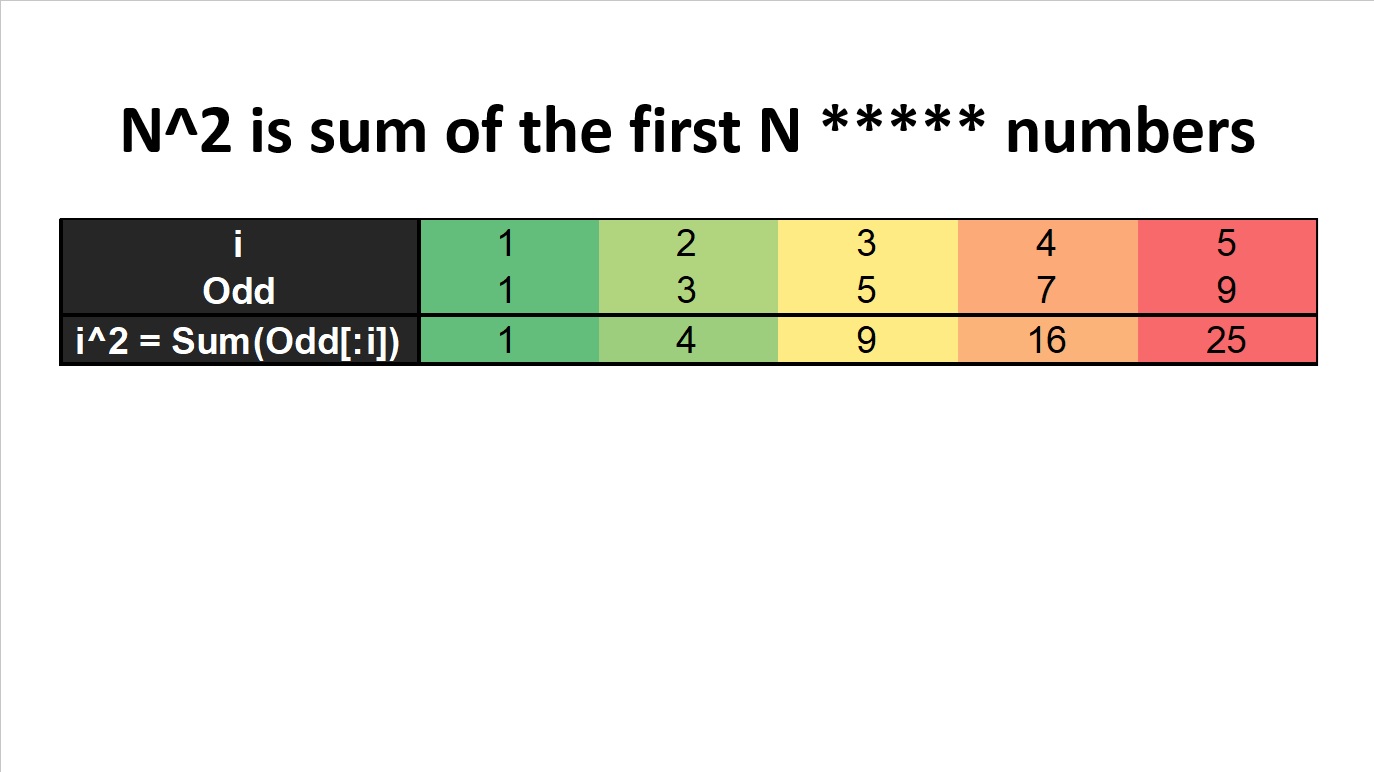 N^2 is sum of the first N ***** numbers
i 1 2 3 4 5
Odd 1 3 5 7 9
i^2 = Sum(Odd[:i]) 1 4 9 16 25